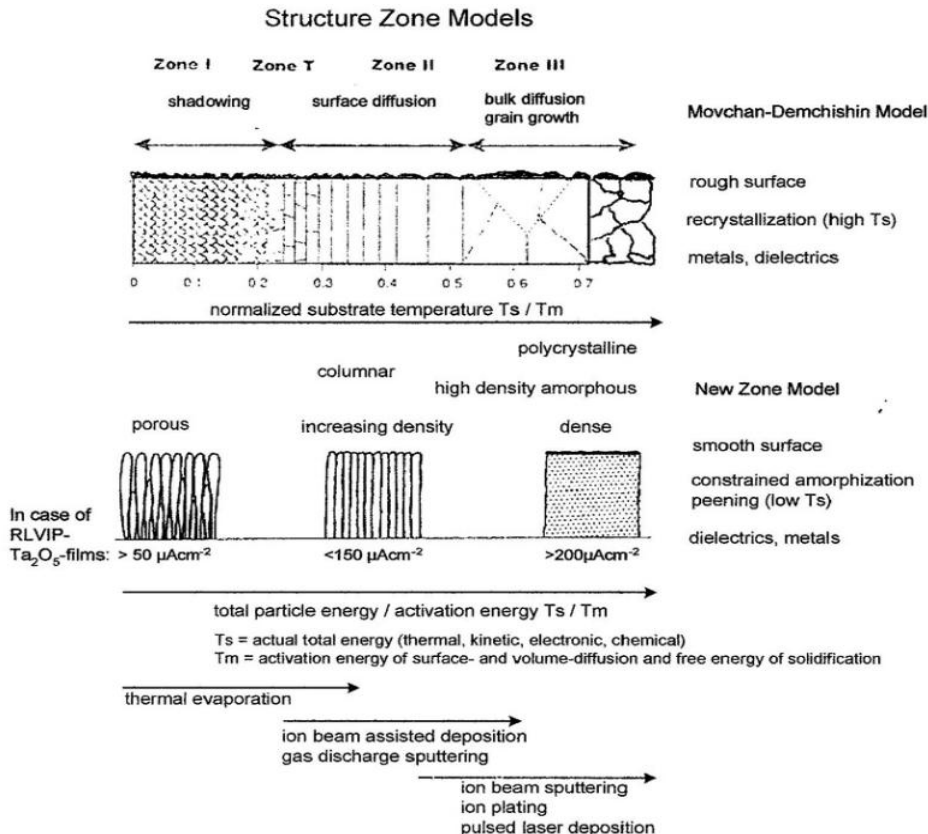 Structure Zone Models
Zone I Zone T Zone II Zone III
shadowing surface diffusion bulk diffusion
grain growth
Movchan-Demchishin Model
rough surface
recrystallization (high Ts)
metals, dielectrics
0 0.1 0.2 0.3 0.4 0.5 0.6 0.7
normalized substrate temperature Ts / Tm
polycrystalline
columnar
high density amorphous
New Zone Model
porous increasing density dense
smooth surface
constrained amorphization
peening (low Ts)
dielectrics, metals
In case of
RLVIP-
Ta₂O₅-films: > 50 µAcm⁻² <150 µAcm⁻² >200µAcm⁻²
total particle energy / activation energy Ts / Tm
Ts = actual total energy (thermal, kinetic, electronic, chemical)
Tm = activation energy of surface- and volume-diffusion and free energy of solidification
thermal evaporation
ion beam assisted deposition
gas discharge sputtering
ion beam sputtering
ion plating
pulsed laser deposition